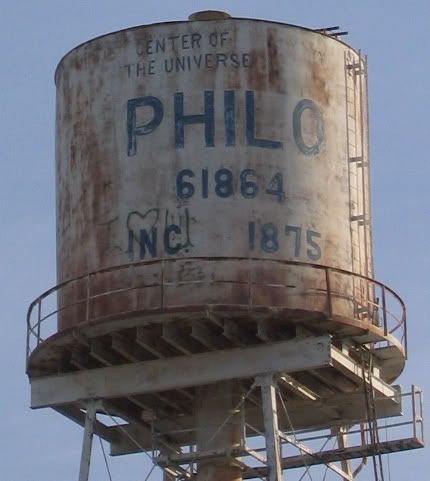 CENTER OF
THE UNIVERSE
PHILO
61864
INC. 1875